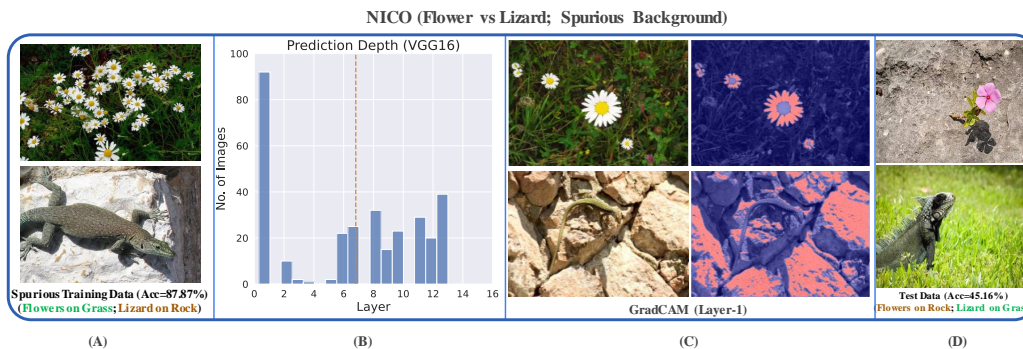 NICO (Flower vs Lizard; Spurious Background)
Prediction Depth (VGG16)
No. of Images
100
80
60
40
20
0
0 2 4 6 8 10 12 14 16
Layer
Spurious Training Data (Acc=87.87%)
(Flowers on Grass; Lizard on Rock)
GradCAM (Layer-1)
Test Data (Acc=45.16%)
Flowers on Rock; Lizard on Gras
(A) (B) (C) (D)